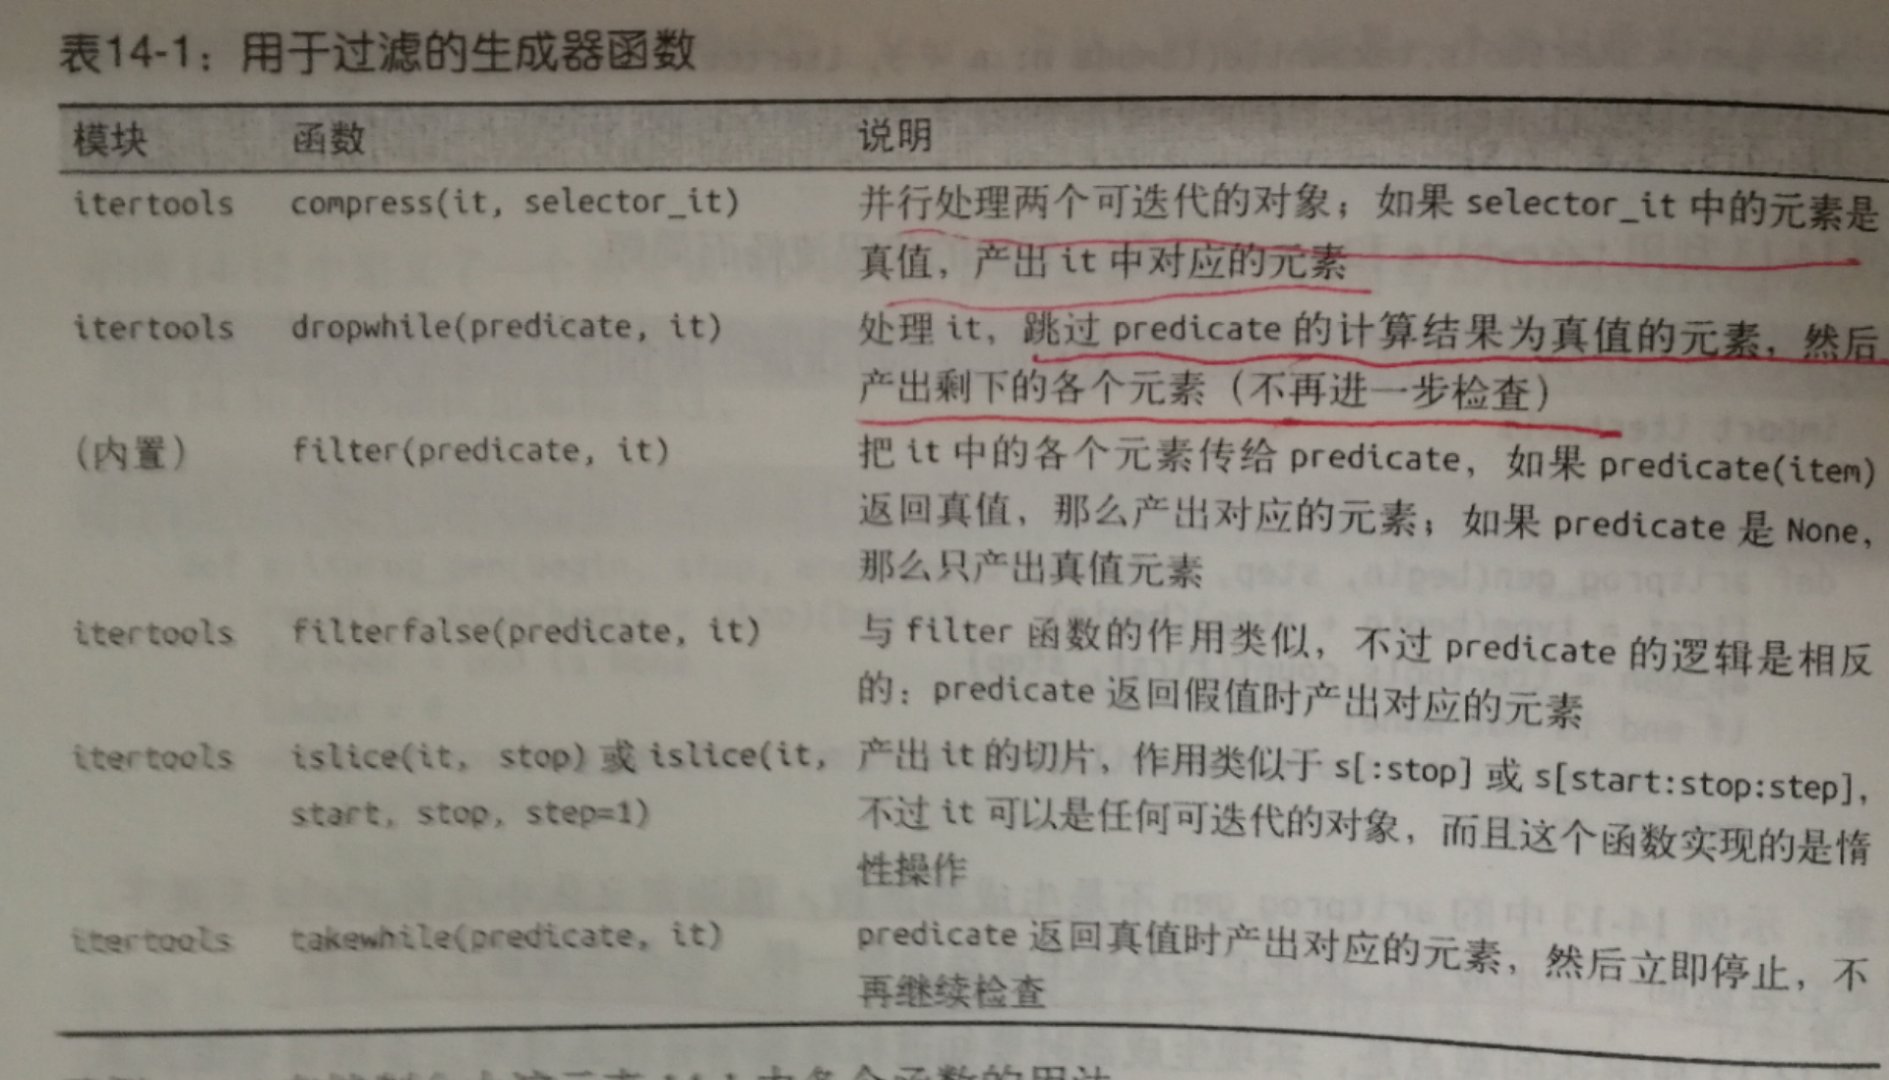 表14-1：用于过滤的生成器函数
模块 函数 说明
itertools compress(it, selector_it) 并行处理两个可迭代的对象；如果 selector_it 中的元素是
真值，产出 it 中对应的元素
itertools dropwhile(predicate, it) 处理 it，跳过 predicate 的计算结果为真值的元素，然后
产出剩下的各个元素（不再进一步检查）
（内置） filter(predicate, it) 把 it 中的各个元素传给 predicate，如果 predicate(item)
返回真值，那么产出对应的元素；如果 predicate 是 None，
那么只产出真值元素
itertools filterfalse(predicate, it) 与 filter 函数的作用类似，不过 predicate 的逻辑是相反
的：predicate 返回假值时产出对应的元素
itertools islice(it, stop) 或 islice(it, 产出 it 的切片，作用类似于 s[:stop] 或 s[start:stop:step]，
start, stop, step=1) 不过 it 可以是任何可迭代的对象，而且这个函数实现的是惰
性操作
itertools takewhile(predicate, it) predicate 返回真值时产出对应的元素，然后立即停止，不
再继续检查